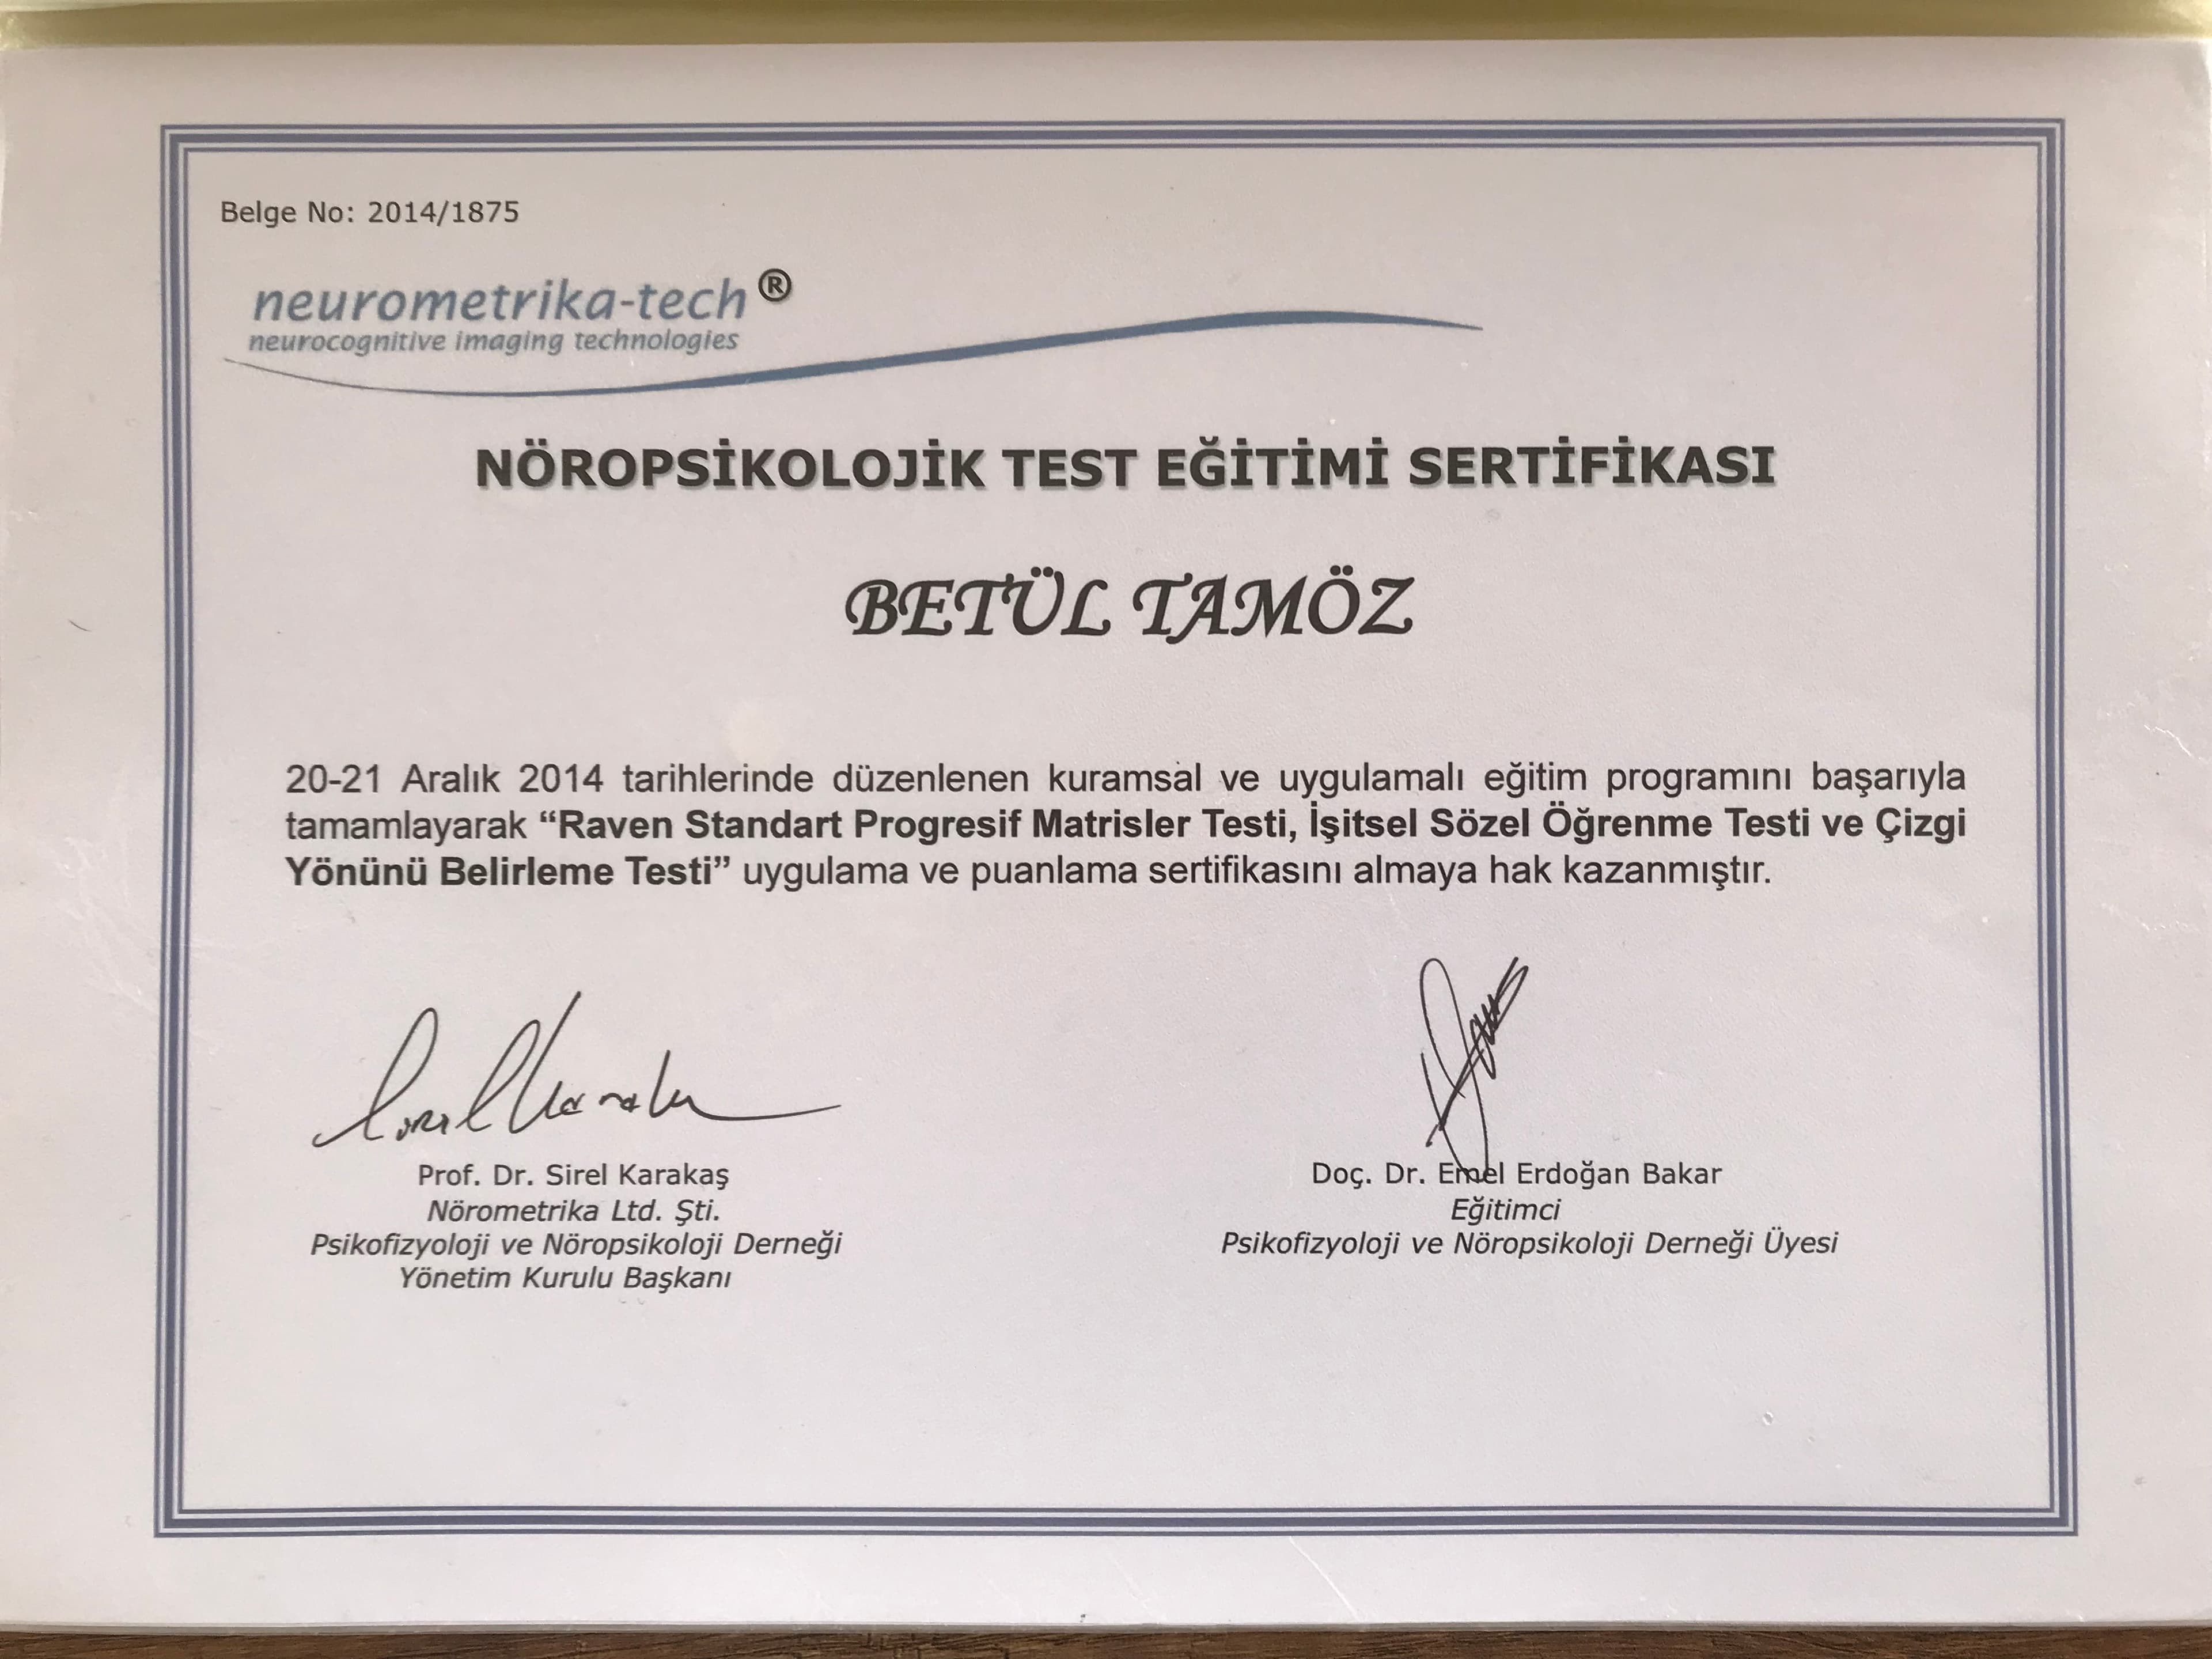 Belge No: 2014/1875
neurometrika-tech ®
neurocognitive imaging technologies
NÖROPSİKOLOJİK TEST EĞİTİMİ SERTİFİKASI
BETÜL TAMÖZ
20-21 Aralık 2014 tarihlerinde düzenlenen kuramsal ve uygulamalı eğitim programını başarıyla
tamamlayarak “Raven Standart Progresif Matrisler Testi, İşitsel Sözel Öğrenme Testi ve Çizgi
Yönünü Belirleme Testi” uygulama ve puanlama sertifikasını almaya hak kazanmıştır.
Prof. Dr. Sirel Karakaş
Nörometrika Ltd. Şti.
Psikofizyoloji ve Nöropsikoloji Derneği
Yönetim Kurulu Başkanı
Doç. Dr. Emel Erdoğan Bakar
Eğitimci
Psikofizyoloji ve Nöropsikoloji Derneği Üyesi